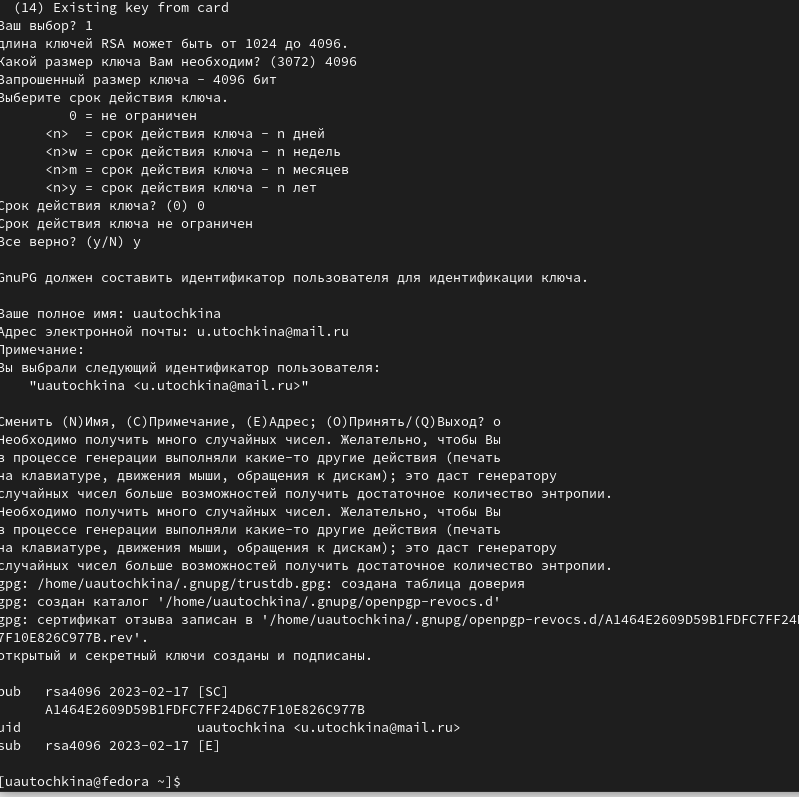 (14) Existing key from card
Ваш выбор? 1
длина ключей RSA может быть от 1024 до 4096.
Какой размер ключа Вам необходим? (3072) 4096
Запрошенный размер ключа - 4096 бит
Выберите срок действия ключа.
0 = не ограничен
<n> = срок действия ключа - n дней
<n>w = срок действия ключа - n недель
<n>m = срок действия ключа - n месяцев
<n>y = срок действия ключа - n лет
Срок действия ключа? (0) 0
Срок действия ключа не ограничен
Все верно? (y/N) y
GnuPG должен составить идентификатор пользователя для идентификации ключа.
Ваше полное имя: uautochkina
Адрес электронной почты: u.utochkina@mail.ru
Примечание:
Вы выбрали следующий идентификатор пользователя:
"uautochkina <u.utochkina@mail.ru>"
Сменить (N)Имя, (C)Примечание, (E)Адрес; (O)Принять/(Q)Выход? o
Необходимо получить много случайных чисел. Желательно, чтобы Вы
в процессе генерации выполняли какие-то другие действия (печать
на клавиатуре, движения мыши, обращения к дискам); это даст генератору
случайных чисел больше возможностей получить достаточное количество энтропии.
Необходимо получить много случайных чисел. Желательно, чтобы Вы
в процессе генерации выполняли какие-то другие действия (печать
на клавиатуре, движения мыши, обращения к дискам); это даст генератору
случайных чисел больше возможностей получить достаточное количество энтропии.
gpg: /home/uautochkina/.gnupg/trustdb.gpg: создана таблица доверия
gpg: создан каталог '/home/uautochkina/.gnupg/openpgp-revocs.d'
gpg: сертификат отзыва записан в '/home/uautochkina/.gnupg/openpgp-revocs.d/A1464E2609D59B1FDFC7FF24D
7F10E826C977B.rev'.
открытый и секретный ключи созданы и подписаны.
pub rsa4096 2023-02-17 [SC]
A1464E2609D59B1FDFC7FF24D6C7F10E826C977B
uid uautochkina <u.utochkina@mail.ru>
sub rsa4096 2023-02-17 [E]
[uautochkina@fedora ~]$